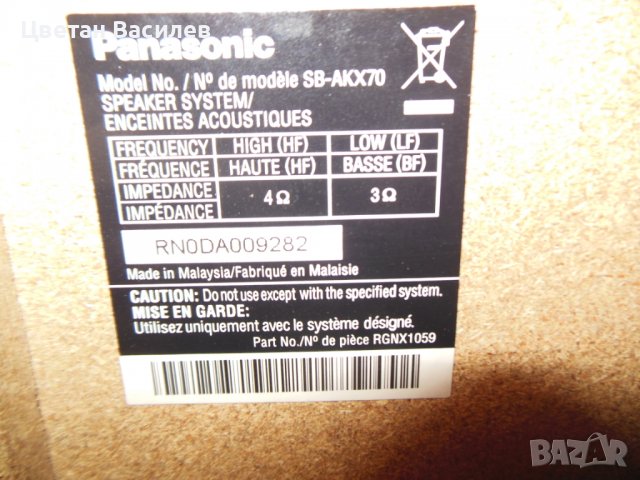 Цветан Василев
Panasonic
Model No. / Nº de modèle SB-AKX70
SPEAKER SYSTEM/
ENCEINTES ACOUSTIQUES
FREQUENCY HIGH (HF) LOW (LF)
FRÉQUENCE HAUTE (HF) BASSE (BF)
IMPEDANCE
4Ω 3Ω
IMPÉDANCE
RN0DA009282
Made in Malaysia/Fabriqué en Malaisie
CAUTION: Do not use except with the specified system.
MISE EN GARDE:
Utilisez uniquement avec le système désigné.
Part No./Nº de pièce RGNX1059
BAZAR